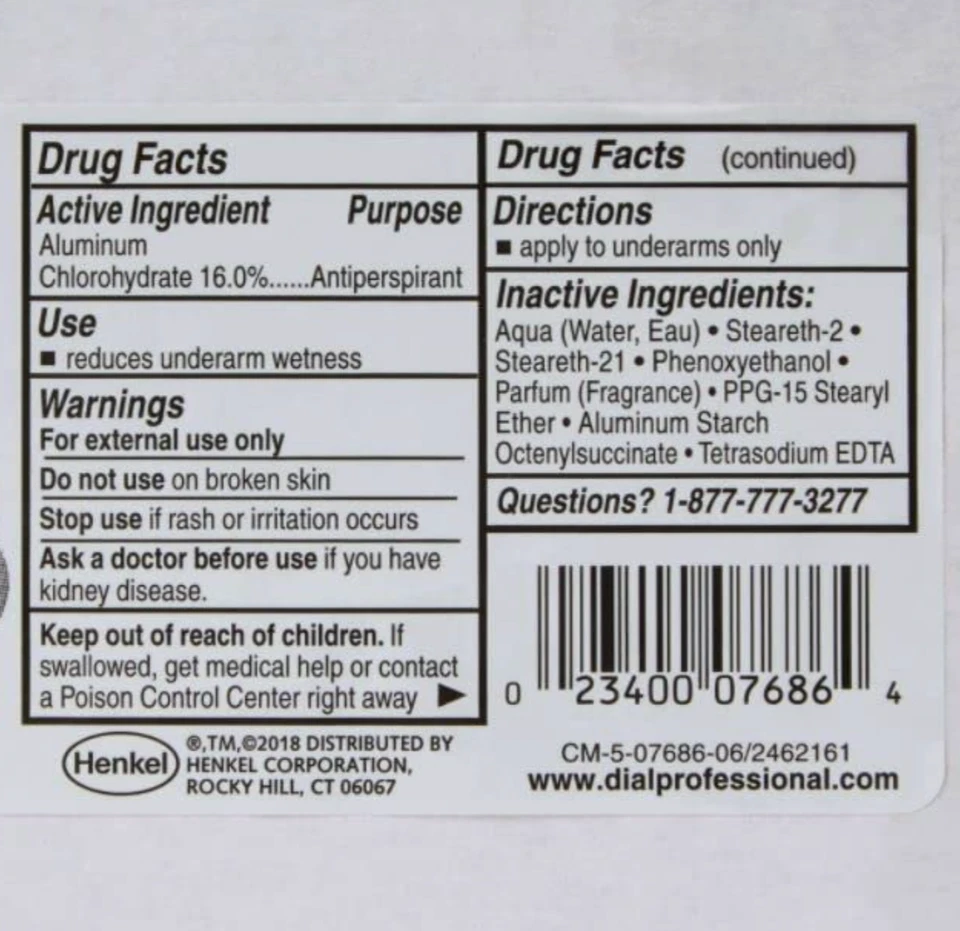 Drug Facts
Active Ingredient Purpose
Aluminum
Chlorohydrate 16.0%......Antiperspirant
Use
■ reduces underarm wetness
Warnings
For external use only
Do not use on broken skin
Stop use if rash or irritation occurs
Ask a doctor before use if you have
kidney disease.
Keep out of reach of children. If
swallowed, get medical help or contact
a Poison Control Center right away ►
Drug Facts (continued)
Directions
■ apply to underarms only
Inactive Ingredients:
Aqua (Water, Eau) • Steareth-2 •
Steareth-21 • Phenoxyethanol •
Parfum (Fragrance) • PPG-15 Stearyl
Ether • Aluminum Starch
Octenylsuccinate • Tetrasodium EDTA
Questions? 1-877-777-3277
0 23400 07686 4
Henkel
®,TM,©2018 DISTRIBUTED BY
HENKEL CORPORATION,
ROCKY HILL, CT 06067
CM-5-07686-06/2462161
www.dialprofessional.com